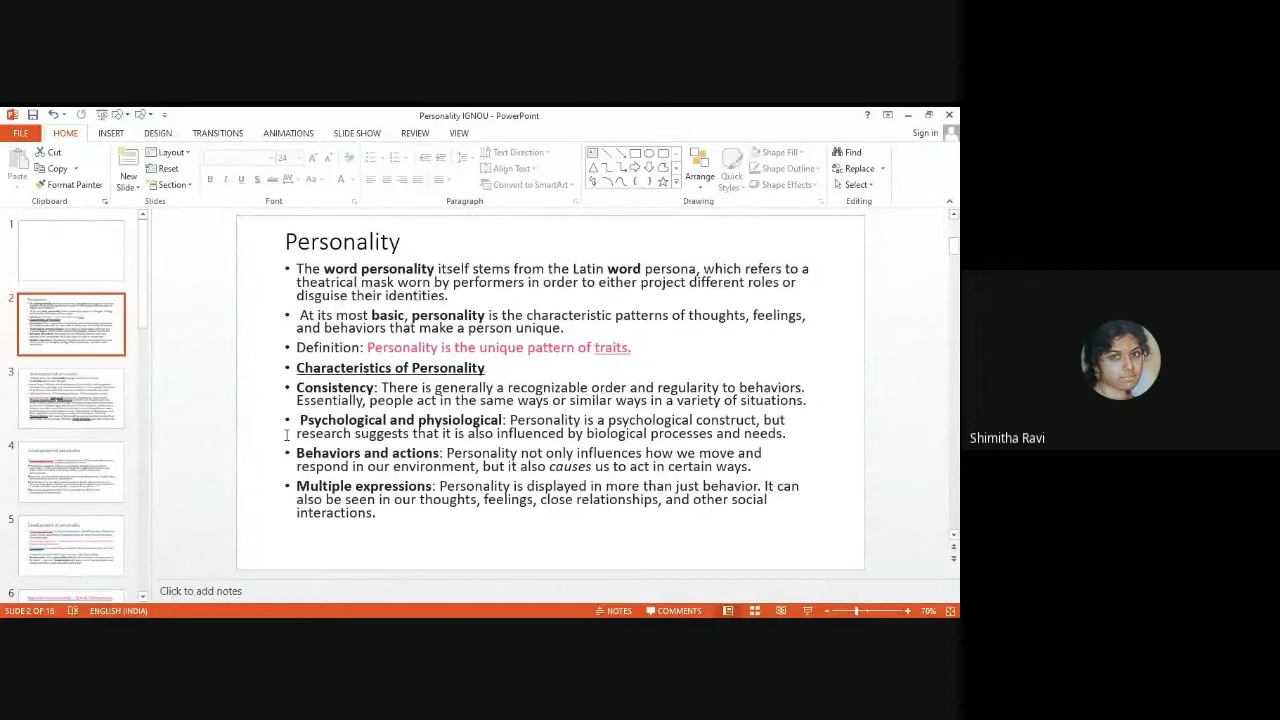 Personality IGNOU - PowerPoint
Sign in
FILE
HOME
INSERT
DESIGN
TRANSITIONS
ANIMATIONS
SLIDE SHOW
REVIEW
VIEW
Paste
Cut
Copy
Format Painter
Clipboard
New
Slide
Layout
Reset
Section
Slides
24
B I U S abc AV Aa A
Font
Text Direction
Align Text
Convert to SmartArt
Paragraph
Arrange
Quick
Styles
Shape Fill
Shape Outline
Shape Effects
Drawing
Find
Replace
Select
Editing
1
2
3
4
5
6
Personality
• The word personality itself stems from the Latin word persona, which refers to a
theatrical mask worn by performers in order to either project different roles or
disguise their identities.
• At its most basic, personality is the characteristic patterns of thoughts, feelings,
and behaviors that make a person unique.
• Definition: Personality is the unique pattern of traits.
• Characteristics of Personality
• Consistency: There is generally a recognizable order and regularity to behaviors.
Essentially, people act in the same ways or similar ways in a variety of situations.
• Psychological and physiological: Personality is a psychological construct, but
research suggests that it is also influenced by biological processes and needs.
• Behaviors and actions: Personality not only influences how we move and
respond in our environment, but it also causes us to act in certain ways.
• Multiple expressions: Personality is displayed in more than just behavior. It can
also be seen in our thoughts, feelings, close relationships, and other social
interactions.
Click to add notes
SLIDE 2 OF 18
ENGLISH (INDIA)
NOTES
COMMENTS
70%
Shimitha Ravi